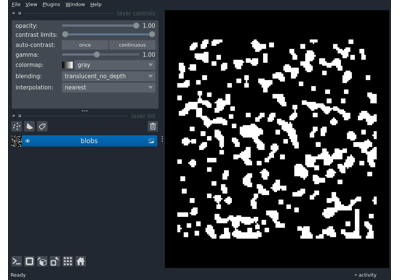 File View Plugins Window Help
layer controls
opacity: 1.00
contrast limits:
auto-contrast: once continuous
gamma: 1.00
colormap: gray
blending: translucent_no_depth
interpolation: nearest
layer list
blobs
Ready
activity